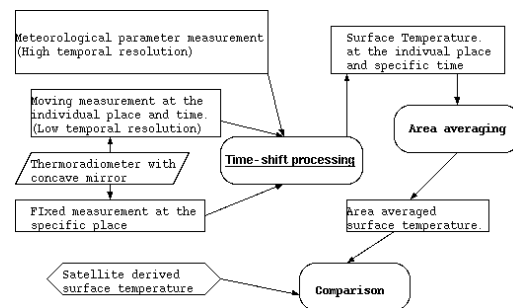 Meteorological parameter measurement
(High temporal resolution)
Moving measurement at the
individual place and time.
(Low temporal resolution)
Thermoradiometer with
concave mirror
FIxed measurement at the
specific place
Time-shift processing
Surface Temperature.
at the indivual place
and specific time
Area averaging
Area averaged
surface temperature.
Satellite derived
surface temperature
Comparison